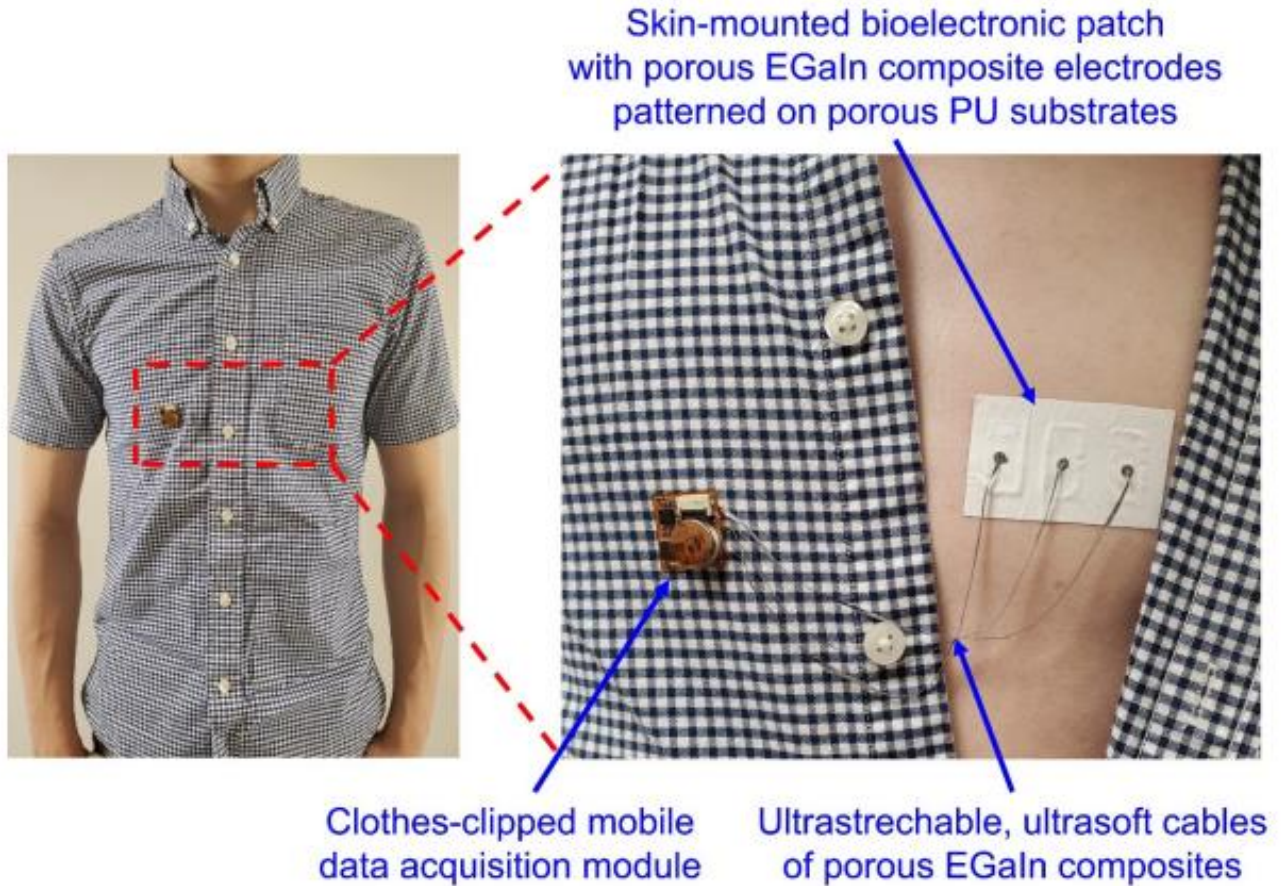 Skin-mounted bioelectronic patch
with porous EGaIn composite electrodes
patterned on porous PU substrates
Clothes-clipped mobile
data acquisition module
Ultrastrechable, ultrasoft cables
of porous EGaIn composites